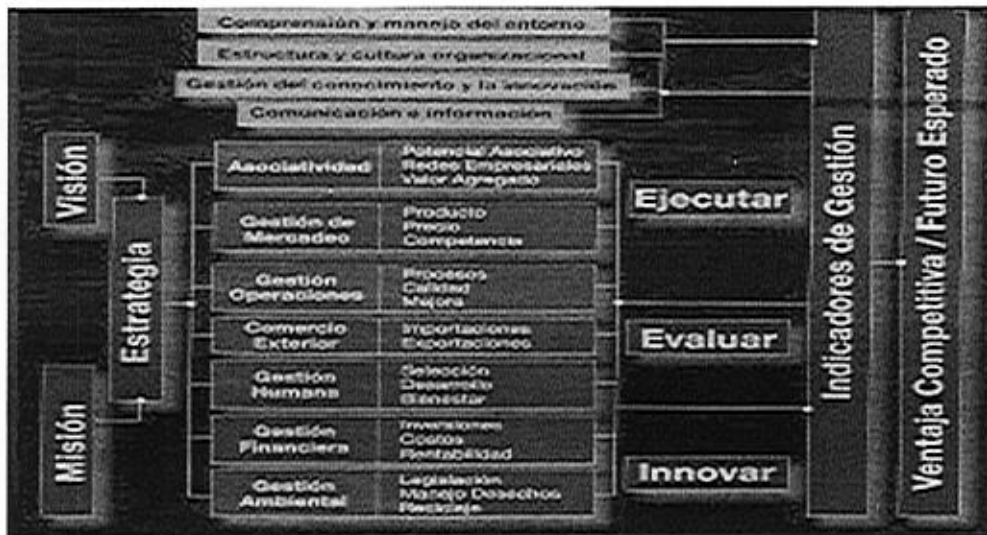 Comprensión y manejo del entorno
Estructura y cultura organizacional
Gestión del conocimiento y la innovación
Comunicación e información
Visión
Misión
Estrategia
Asociatividad
Potencial Asociativo
Redes Empresariales
Valor Agregado
Gestión de
Mercadeo
Producto
Precio
Competencia
Gestión
Operaciones
Procesos
Calidad
Mejora
Comercio
Exterior
Importaciones
Exportaciones
Gestión
Humana
Selección
Desarrollo
Bienestar
Gestión
Financiera
Inversiones
Costos
Rentabilidad
Gestión
Ambiental
Legislación
Manejo Desechos
Reciclaje
Ejecutar
Evaluar
Innovar
Indicadores de Gestión
Ventaja Competitiva / Futuro Esperado